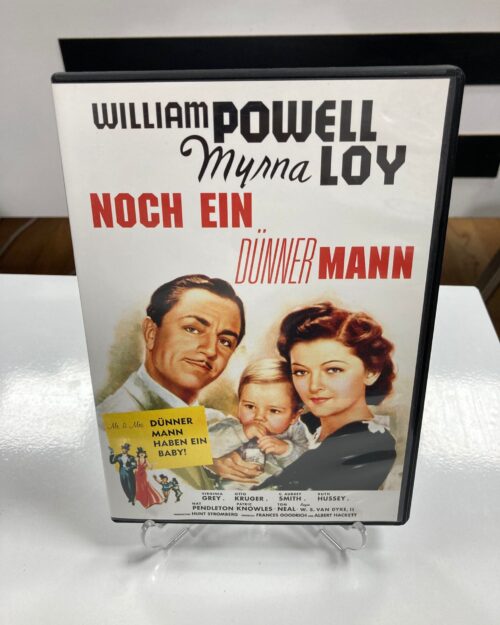 WILLIAM POWELL
Myrna LOY
NOCH EIN
DÜNNER MANN
Mr. & Mrs. DÜNNER
MANN
HABEN EIN
BABY!
VIRGINIA GREY · OTTO KRUGER · C. AUBREY SMITH · RUTH HUSSEY ·
NAT PENDLETON PATRIC KNOWLES · TOM NEAL · Regie W. S. VAN DYKE, II
HUNT STROMBERG FRANCES GOODRICH und ALBERT HACKETT